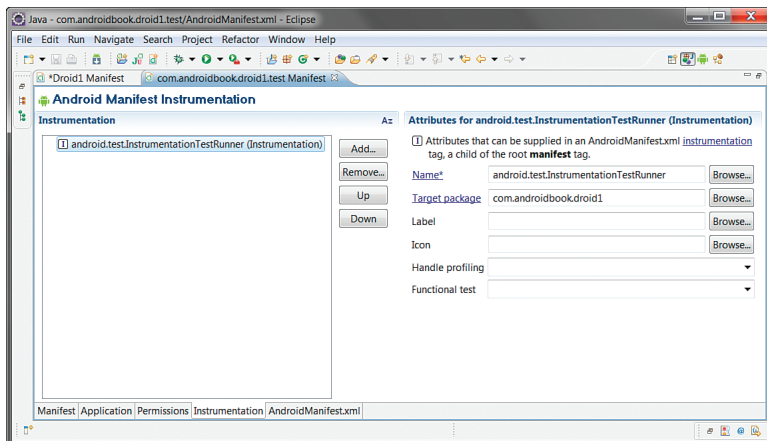 Java - com.androidbook.droid1.test/AndroidManifest.xml - Eclipse
File Edit Run Navigate Search Project Refactor Window Help
*Droid1 Manifest
com.androidbook.droid1.test Manifest
Android Manifest Instrumentation
Instrumentation
Az
I android.test.InstrumentationTestRunner (Instrumentation)
Add...
Remove...
Up
Down
Attributes for android.test.InstrumentationTestRunner (Instrumentation)
I Attributes that can be supplied in an AndroidManifest.xml instrumentation
tag, a child of the root manifest tag.
Name* android.test.InstrumentationTestRunner Browse...
Target package com.androidbook.droid1 Browse...
Label Browse...
Icon Browse...
Handle profiling
Functional test
Manifest Application Permissions Instrumentation AndroidManifest.xml